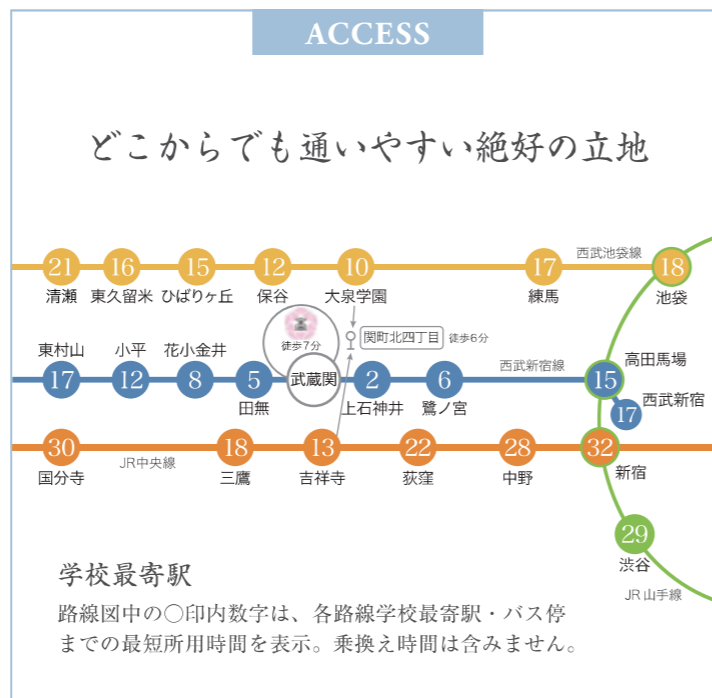 ACCESS
どこからでも通いやすい絶好の立地
西武池袋線
21 16 15 12 10 17 18
清瀬 東久留米 ひばりヶ丘 保谷 大泉学園 練馬 池袋
徒歩7分
関町北四丁目 徒歩6分
東村山 小平 花小金井 西武新宿線 高田馬場
17 12 8 5 武蔵関 2 6 15
田無 上石神井 鷺ノ宮
17 西武新宿
30 18 13 22 28 32
JR中央線
国分寺 三鷹 吉祥寺 荻窪 中野 新宿
29
渋谷
JR山手線
学校最寄駅
路線図中の○印内数字は、各路線学校最寄駅・バス停
までの最短所用時間を表示。乗換え時間は含みません。